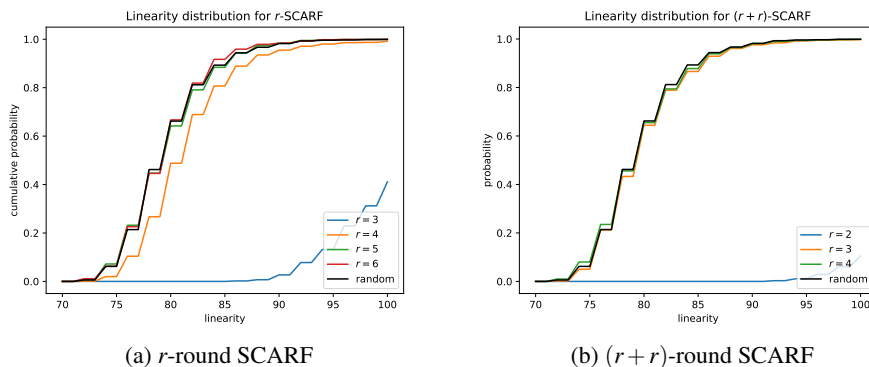 Linearity distribution for r-SCARF
cumulative probability
1.0
0.8
0.6
0.4
0.2
0.0
70 75 80 85 90 95 100
linearity
r = 3
r = 4
r = 5
r = 6
random
(a) r-round SCARF
Linearity distribution for (r + r)-SCARF
probability
1.0
0.8
0.6
0.4
0.2
0.0
70 75 80 85 90 95 100
linearity
r = 2
r = 3
r = 4
random
(b) (r + r)-round SCARF